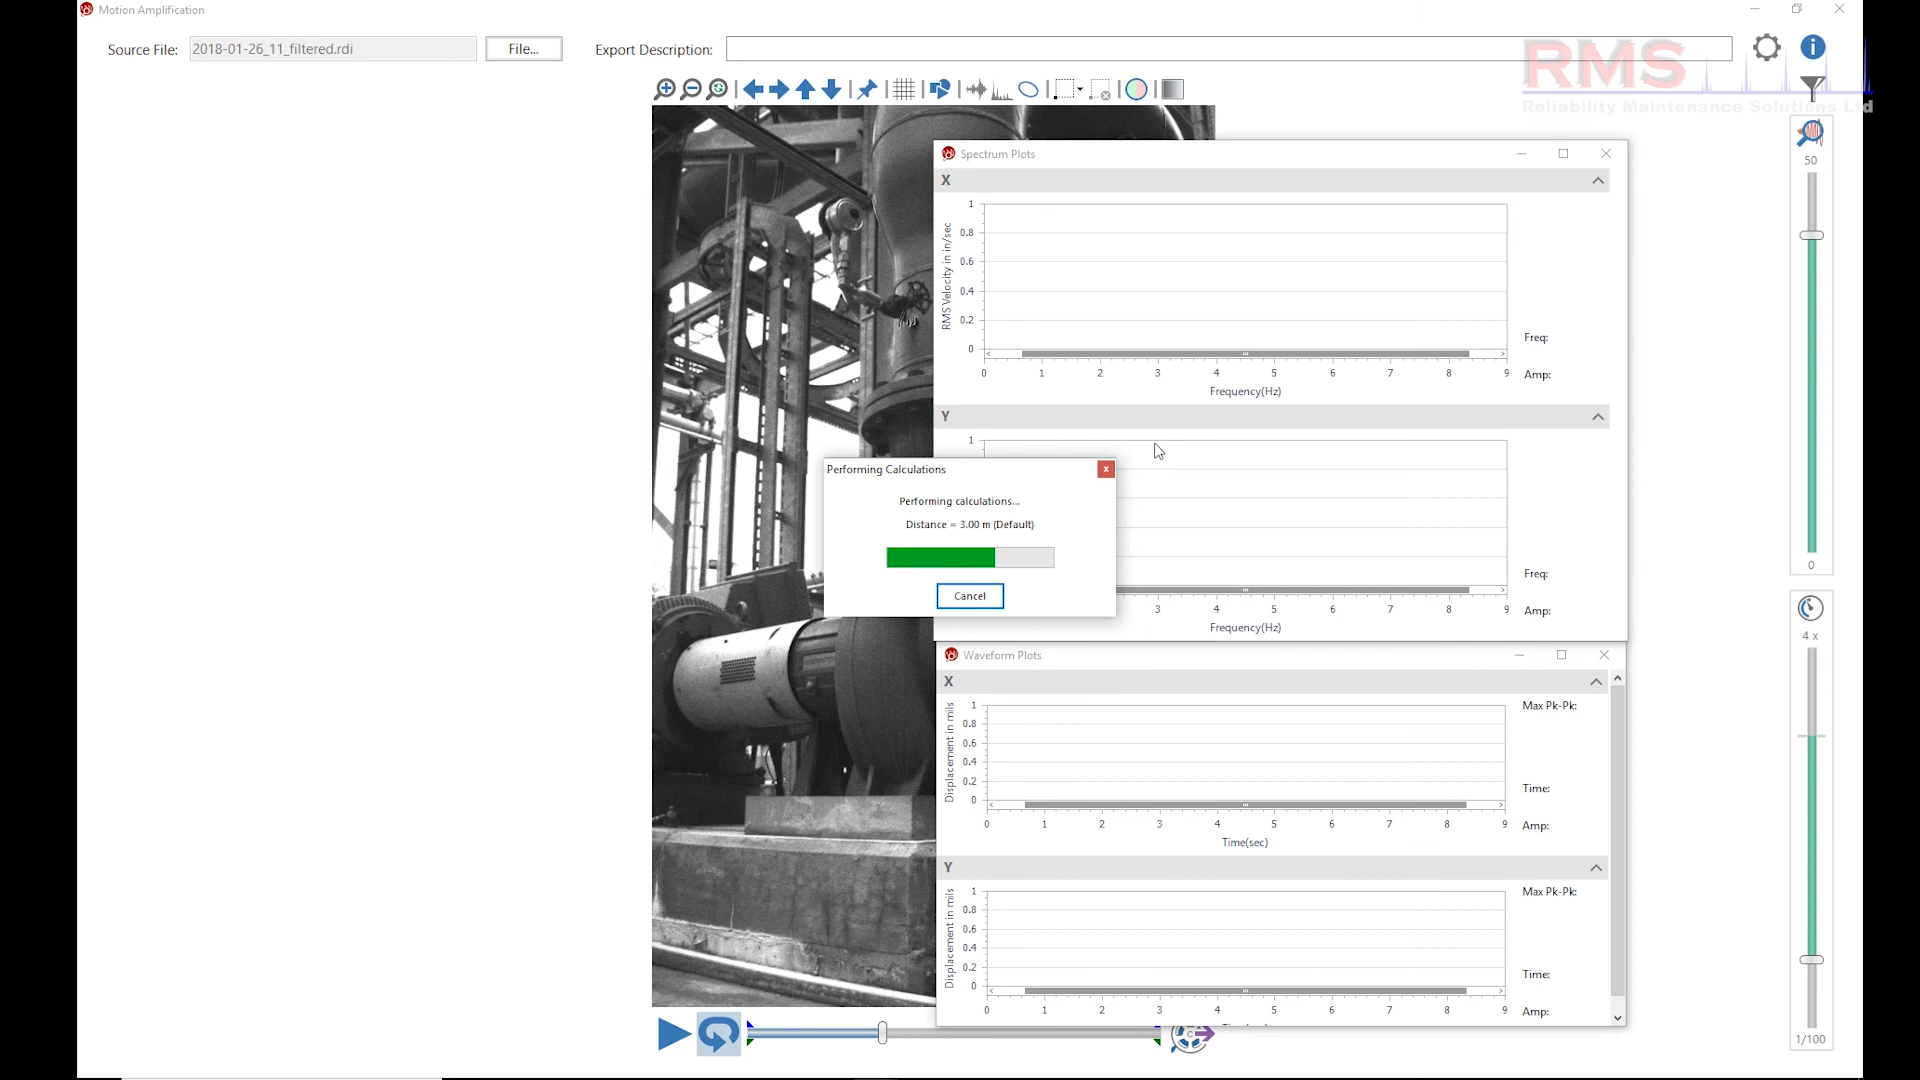 Motion Amplification
Source File: 2018-01-26_11_filtered.rdi File... Export Description:
RMS
Reliability Maintenance Solutions Ltd
50
0
4 x
1/100
Spectrum Plots
X
RMS Velocity in in/sec
1
0.8
0.6
0.4
0.2
0
0 1 2 3 4 5 6 7 8 9
Frequency(Hz)
Freq:
Amp:
Y
1
3 4 5 6 7 8 9
Frequency(Hz)
Freq:
Amp:
Performing Calculations
Performing calculations...
Distance = 3.00 m (Default)
Cancel
Waveform Plots
X
Displacement in mils
1
0.8
0.6
0.4
0.2
0
0 1 2 3 4 5 6 7 8 9
Time(sec)
Max Pk-Pk:
Time:
Amp:
Y
Displacement in mils
1
0.8
0.6
0.4
0.2
0
0 1 2 3 4 5 6 7 8 9
Max Pk-Pk:
Time:
Amp: